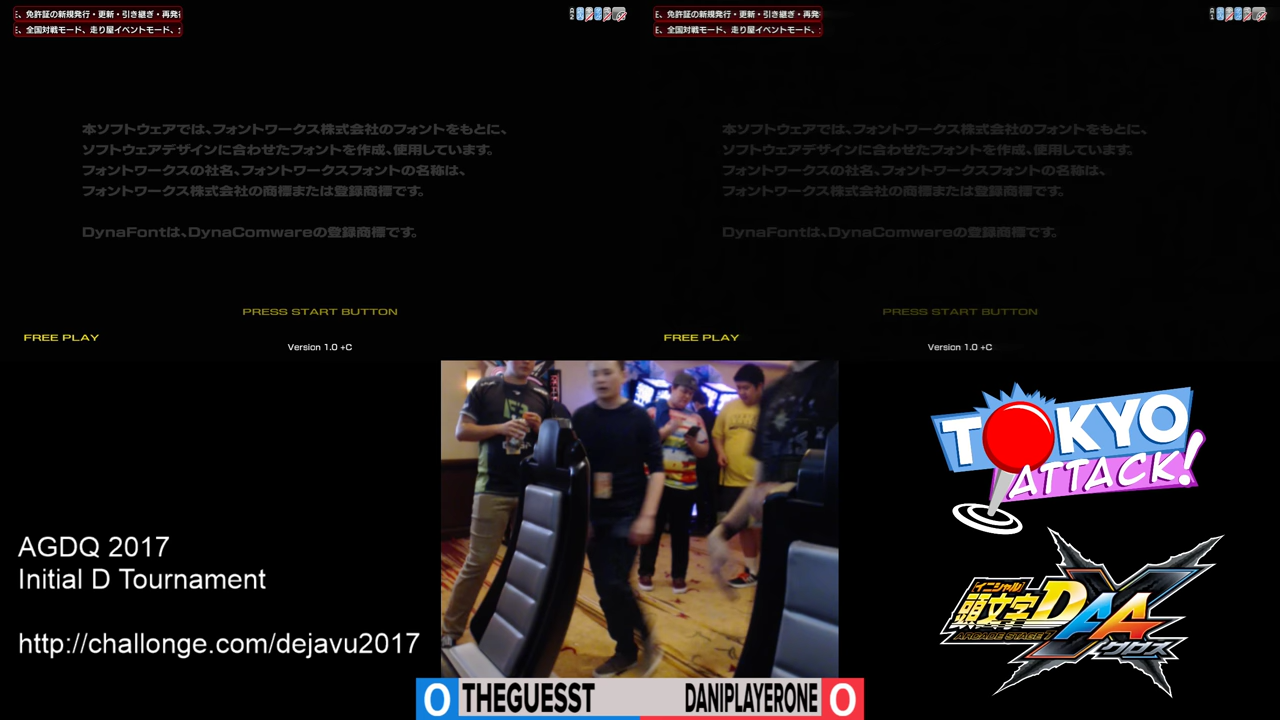 E、免許証の新規発行・更新・引き継ぎ・再発
E、全国対戦モード、走り屋イベントモード、
A2
本ソフトウェアでは、フォントワークス株式会社のフォントをもとに、
ソフトウェアデザインに合わせたフォントを作成、使用しています。
フォントワークスの社名、フォントワークスフォントの名称は、
フォントワークス株式会社の商標または登録商標です。
DynaFontは、DynaComwareの登録商標です。
PRESS START BUTTON
FREE PLAY
Version 1.0 +C
E、免許証の新規発行・更新・引き継ぎ・再発
E、全国対戦モード、走り屋イベントモード、
A1
本ソフトウェアでは、フォントワークス株式会社のフォントをもとに、
ソフトウェアデザインに合わせたフォントを作成、使用しています。
フォントワークスの社名、フォントワークスフォントの名称は、
フォントワークス株式会社の商標または登録商標です。
DynaFontは、DynaComwareの登録商標です。
PRESS START BUTTON
FREE PLAY
Version 1.0 +C
AGDQ 2017
Initial D Tournament
http://challonge.com/dejavu2017
TOKYO
ATTACK!
[イニシャル]
頭文字D X
ARCADE STAGE 7 AA
クロス
0 THEGUESST DANIPLAYERONE 0